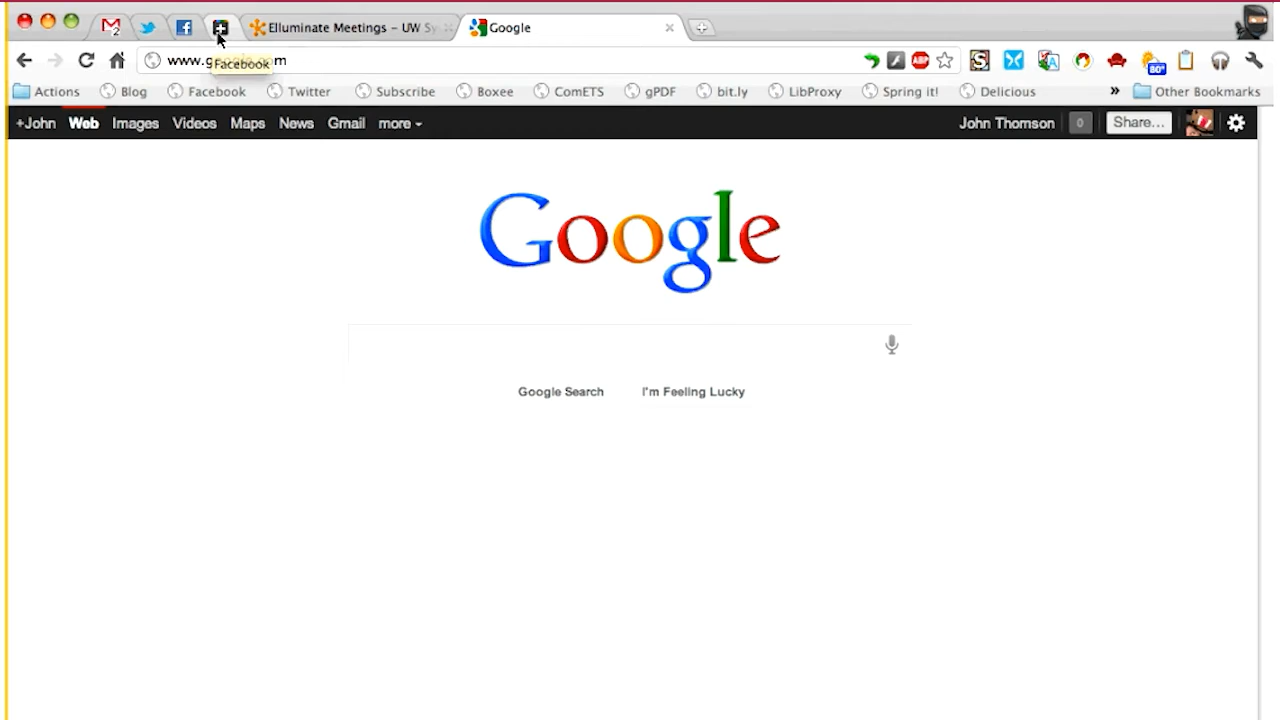 2
Elluminate Meetings – UW Sy
Google
www.g
m
Facebook
80°
Actions Blog Facebook Twitter Subscribe Boxee ComETS gPDF bit.ly LibProxy Spring it! Delicious » Other Bookmarks
+John Web Images Videos Maps News Gmail more John Thomson 0 Share...
Google
Google Search I'm Feeling Lucky